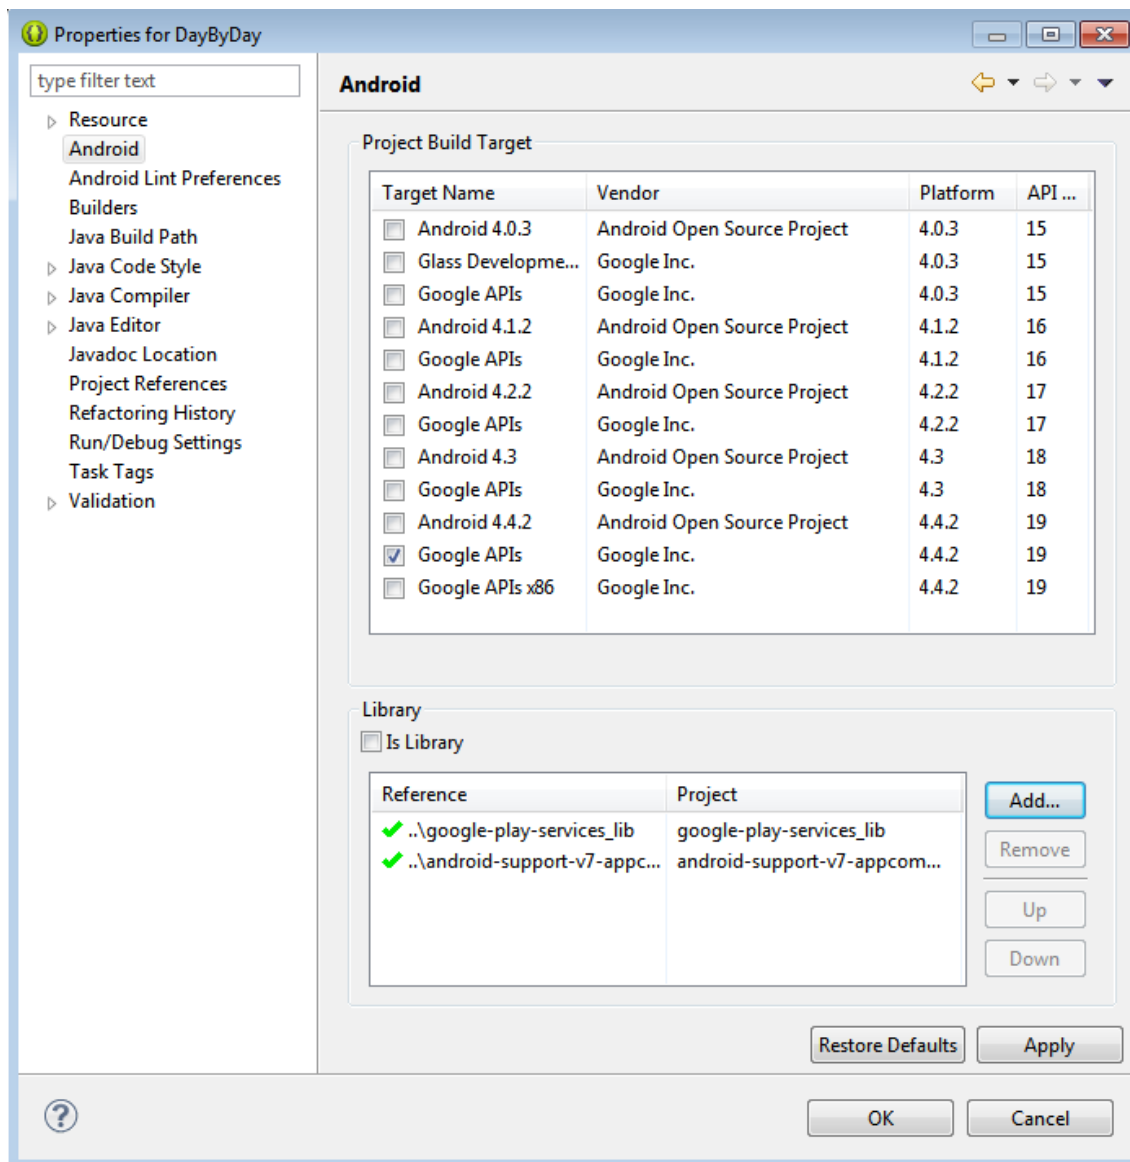 Properties for DayByDay
type filter text
Resource
Android
Android Lint Preferences
Builders
Java Build Path
Java Code Style
Java Compiler
Java Editor
Javadoc Location
Project References
Refactoring History
Run/Debug Settings
Task Tags
Validation
Android
Project Build Target
Target Name Vendor Platform API ...
Android 4.0.3 Android Open Source Project 4.0.3 15
Glass Developme... Google Inc. 4.0.3 15
Google APIs Google Inc. 4.0.3 15
Android 4.1.2 Android Open Source Project 4.1.2 16
Google APIs Google Inc. 4.1.2 16
Android 4.2.2 Android Open Source Project 4.2.2 17
Google APIs Google Inc. 4.2.2 17
Android 4.3 Android Open Source Project 4.3 18
Google APIs Google Inc. 4.3 18
Android 4.4.2 Android Open Source Project 4.4.2 19
Google APIs Google Inc. 4.4.2 19
Google APIs x86 Google Inc. 4.4.2 19
Library
Is Library
Reference Project
..\google-play-services_lib google-play-services_lib
..\android-support-v7-appc... android-support-v7-appcom...
Add...
Remove
Up
Down
Restore Defaults Apply
? OK Cancel